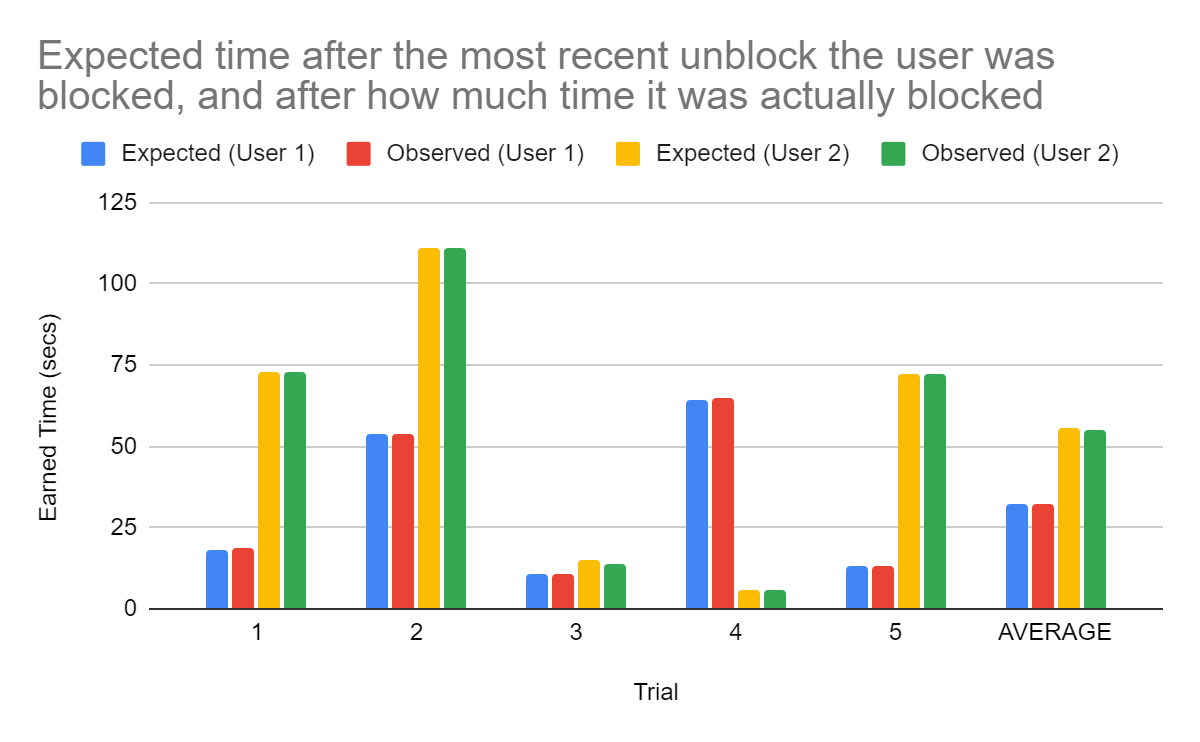 Expected time after the most recent unblock the user was
blocked, and after how much time it was actually blocked
Expected (User 1) Observed (User 1) Expected (User 2) Observed (User 2)
125
100
75
50
25
0
Earned Time (secs)
1 2 3 4 5 AVERAGE
Trial